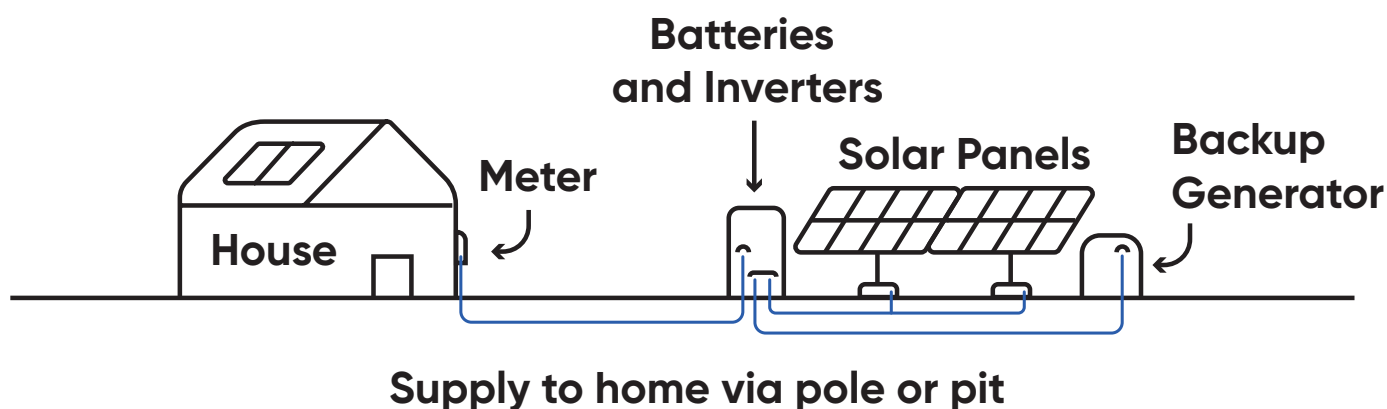 Batteries
and Inverters
Solar Panels
Backup
Generator
Meter
House
Supply to home via pole or pit